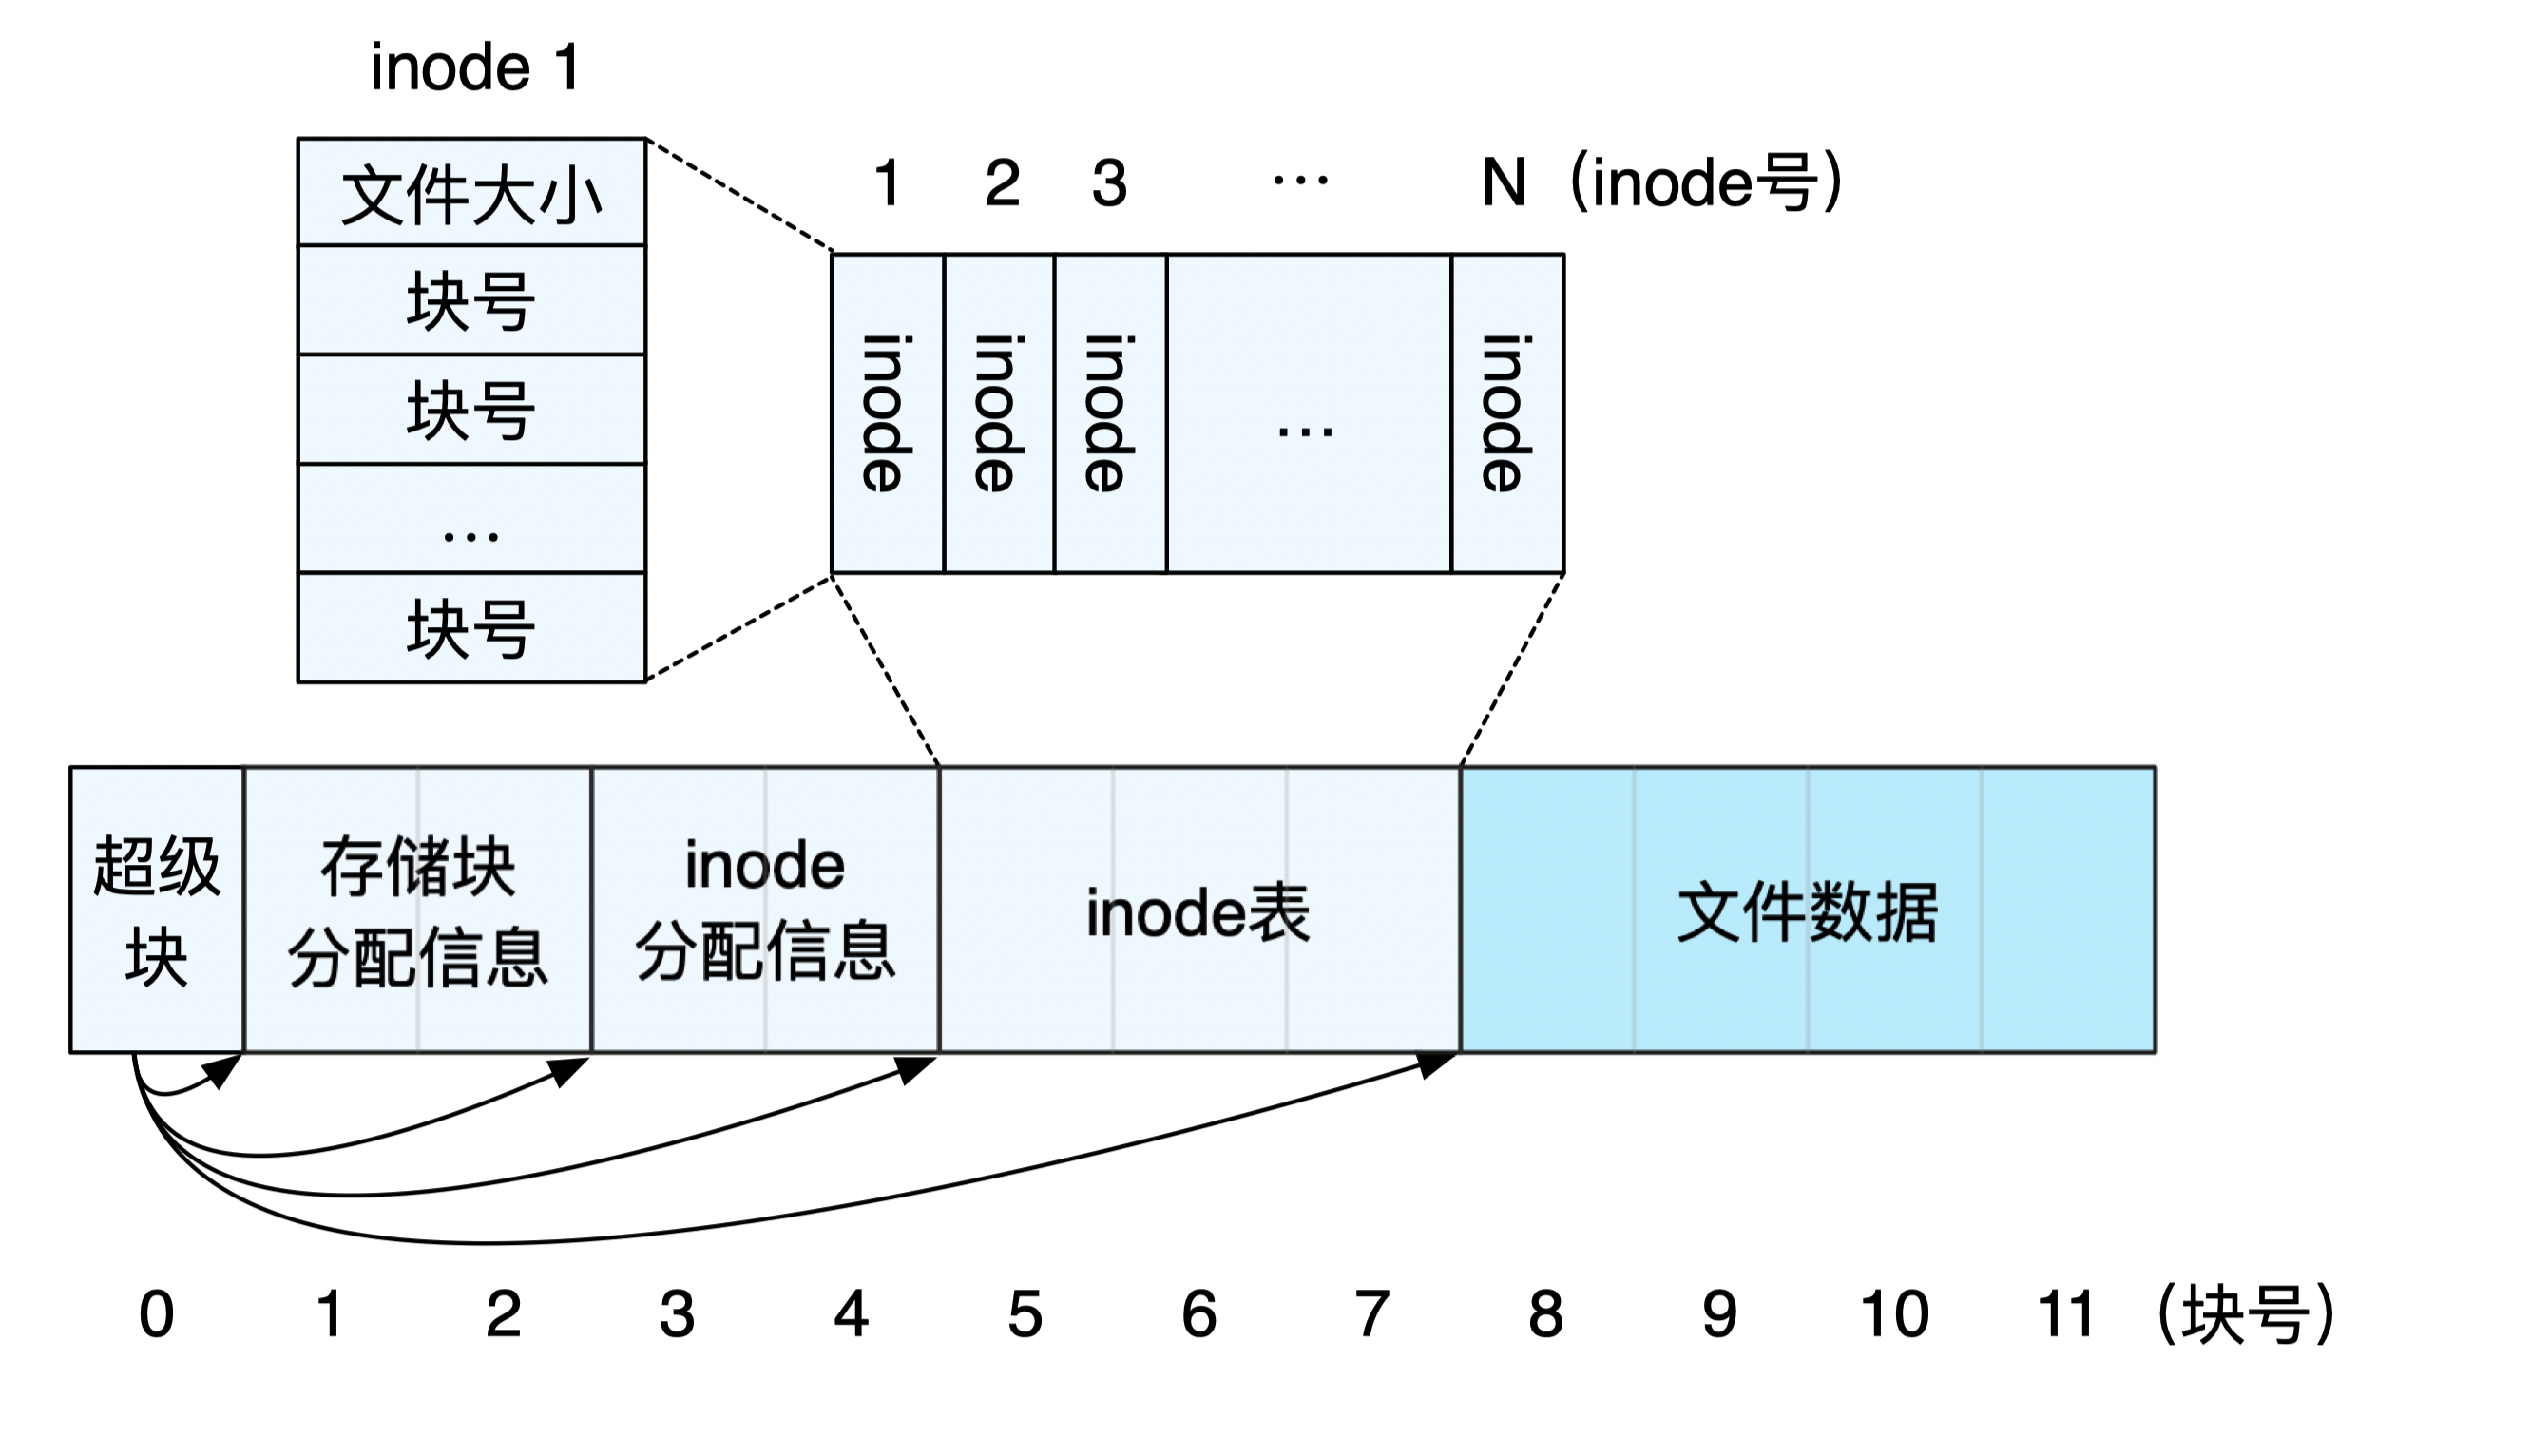 inode 1
文件大小
块号
块号
…
块号
1 2 3 … N (inode号)
inode inode inode … inode
超级
块
存储块
分配信息
inode
分配信息
inode表
文件数据
0 1 2 3 4 5 6 7 8 9 10 11 (块号)